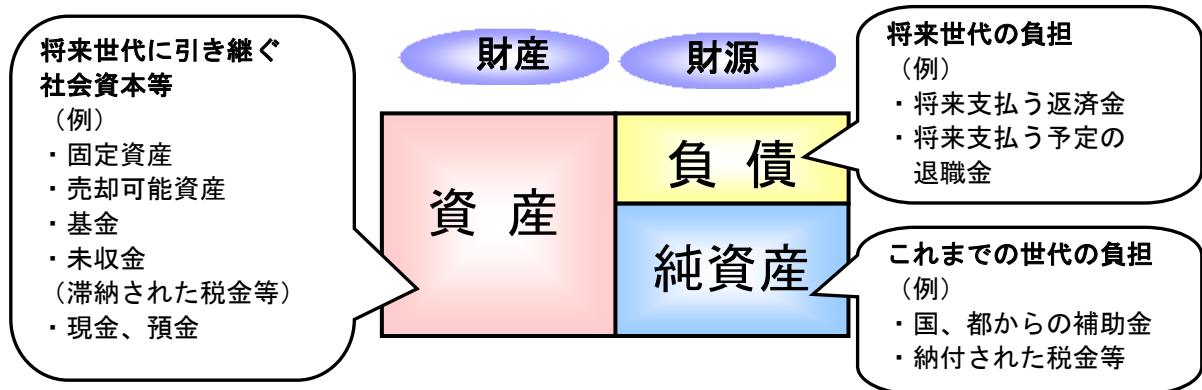 将来世代に引き継ぐ
社会資本等
（例）
・固定資産
・売却可能資産
・基金
・未収金
（滞納された税金等）
・現金、預金
財産
財源
資 産
負 債
純資産
将来世代の負担
（例）
・将来支払う返済金
・将来支払う予定の
退職金
これまでの世代の負担
（例）
・国、都からの補助金
・納付された税金等